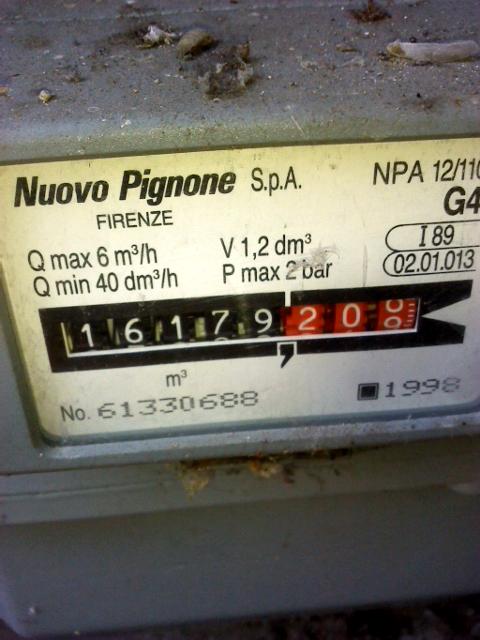 Nuovo Pignone S.p.A.
FIRENZE
NPA 12/110
G4
Q max 6 m³/h
Q min 40 dm³/h
V 1,2 dm³
P max 2 bar
I 89
02.01.013
16179,20
m³
No. 61330688
1998